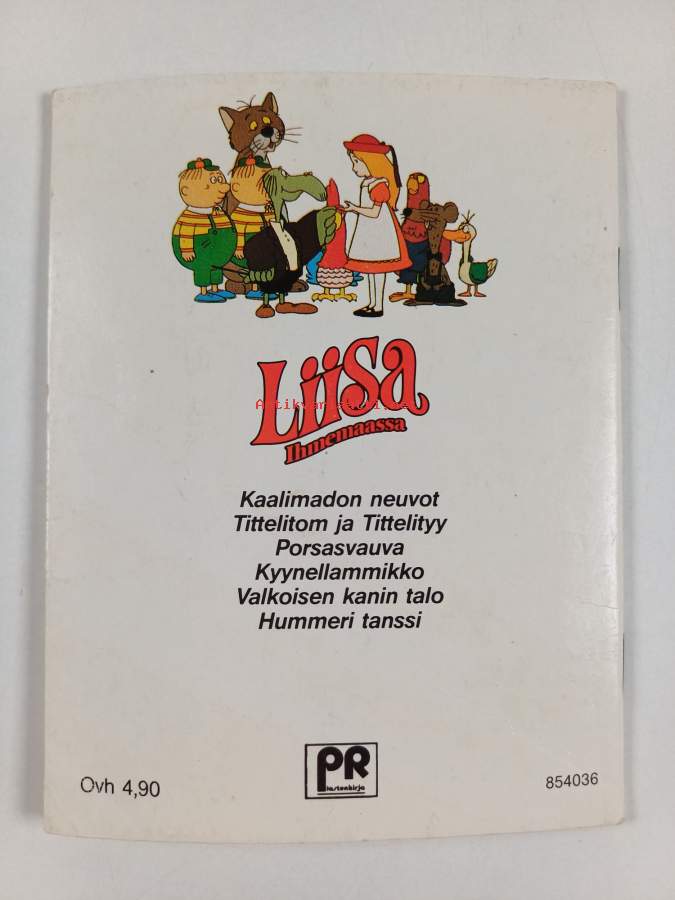 Liisa
Ihmemaassa
Kaalimadon neuvot
Tittelitom ja Tittelityy
Porsasvauva
Kyynellammikko
Valkoisen kanin talo
Hummeri tanssi
PR
lastenkirja
Ovh 4,90
854036